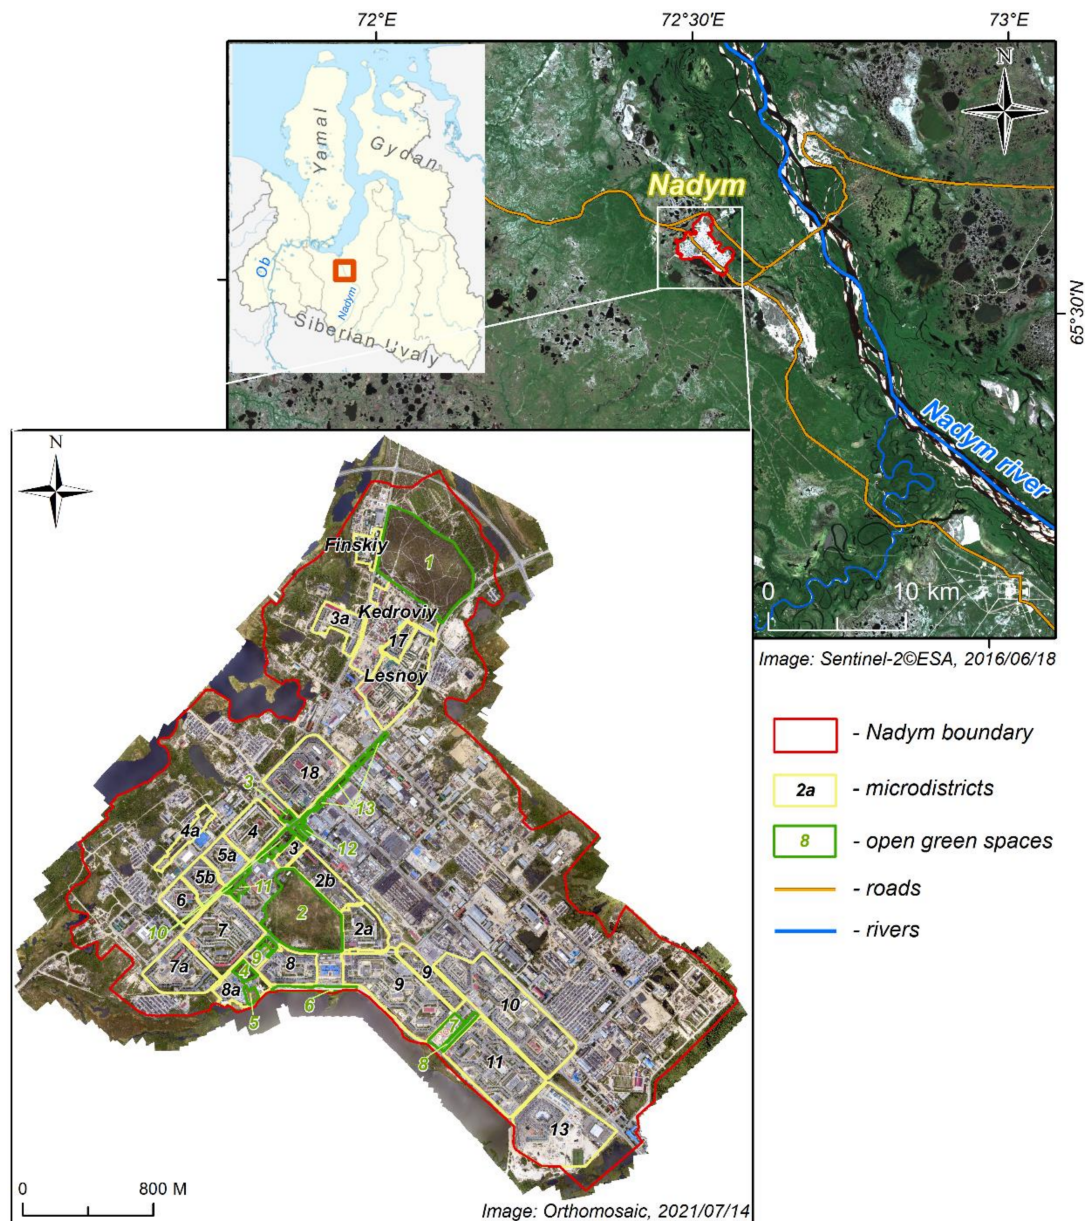 72°E
72°30'E
73°E
N
Yamal
Gydan
Ob
Nadym
Siberian Uvaly
Nadym
65°30'N
Nadym river
0
10 km
Image: Sentinel-2©ESA, 2016/06/18
N
Finskiy
1
Kedroviy
3a
17
Lesnoy
18
3
13
4a
4
5a
3
12
2b
5b
11
6
2
10
7
2a
9
7a
4
8
9
8a
9
10
6
5
7
8
11
13
0
800 M
Image: Orthomosaic, 2021/07/14
- Nadym boundary
2a
- microdistricts
8
- open green spaces
- roads
- rivers